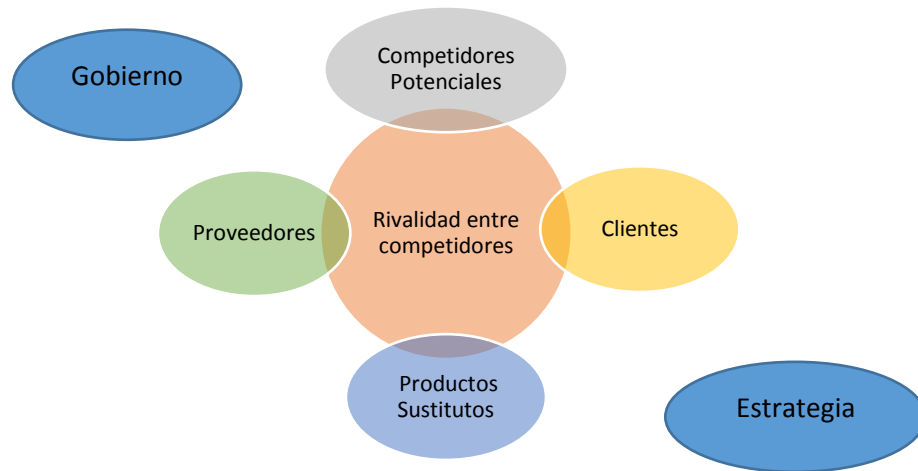 Gobierno
Competidores
Potenciales
Proveedores
Rivalidad entre
competidores
Clientes
Productos
Sustitutos
Estrategia